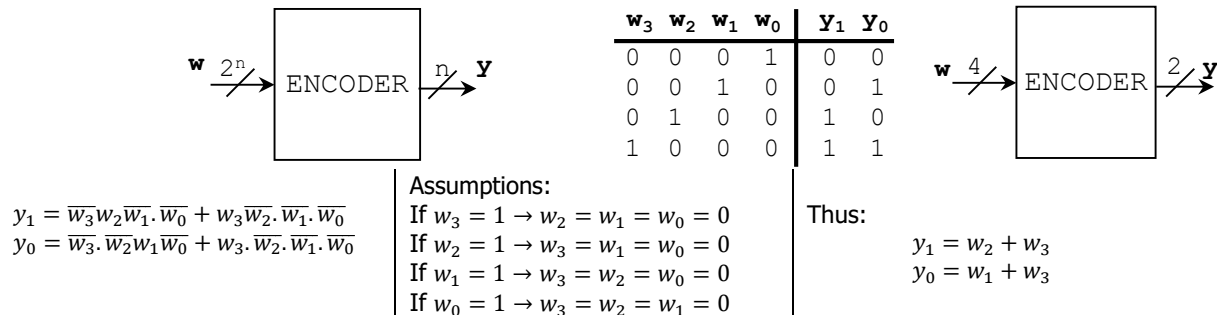 w 2ⁿ ENCODER n y
w₃ w₂ w₁ w₀ y₁ y₀
0 0 0 1 0 0
0 0 1 0 0 1
0 1 0 0 1 0
1 0 0 0 1 1
w 4 ENCODER 2 y
y₁ = w̅₃w₂w̅₁.w̅₀ + w₃w̅₂.w̅₁.w̅₀
y₀ = w̅₃.w̅₂w₁w̅₀ + w₃.w̅₂.w̅₁.w̅₀
Assumptions:
If w₃ = 1 → w₂ = w₁ = w₀ = 0
If w₂ = 1 → w₃ = w₁ = w₀ = 0
If w₁ = 1 → w₃ = w₂ = w₀ = 0
If w₀ = 1 → w₃ = w₂ = w₁ = 0
Thus:
y₁ = w₂ + w₃
y₀ = w₁ + w₃